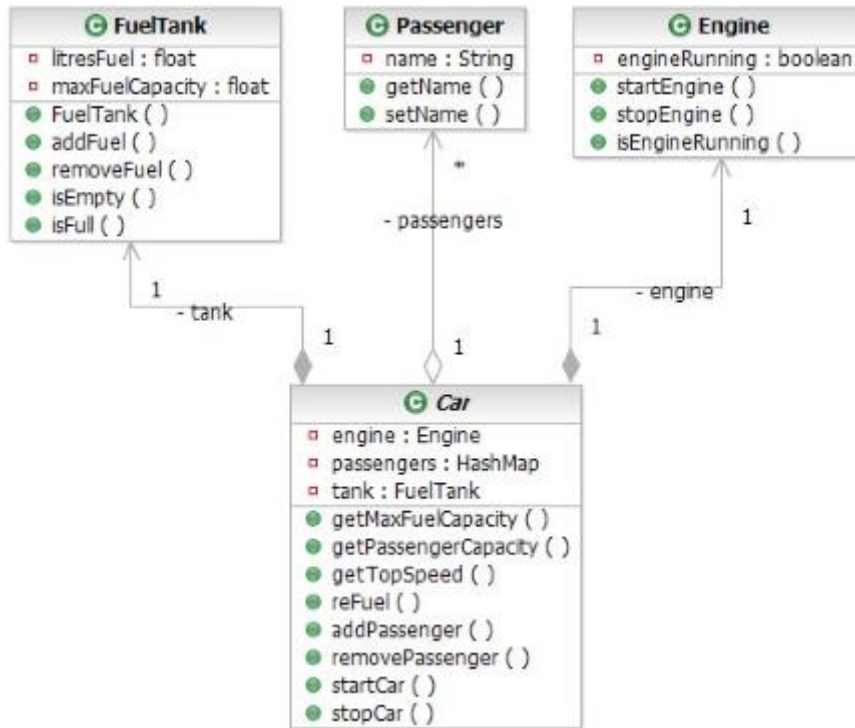 FuelTank
litresFuel : float
maxFuelCapacity : float
FuelTank ( )
addFuel ( )
removeFuel ( )
isEmpty ( )
isFull ( )
Passenger
name : String
getName ( )
setName ( )
Engine
engineRunning : boolean
startEngine ( )
stopEngine ( )
isEngineRunning ( )
*
- passengers
1
1
- tank
1
1
- engine
1
1
Car
engine : Engine
passengers : HashMap
tank : FuelTank
getMaxFuelCapacity ( )
getPassengerCapacity ( )
getTopSpeed ( )
reFuel ( )
addPassenger ( )
removePassenger ( )
startCar ( )
stopCar ( )